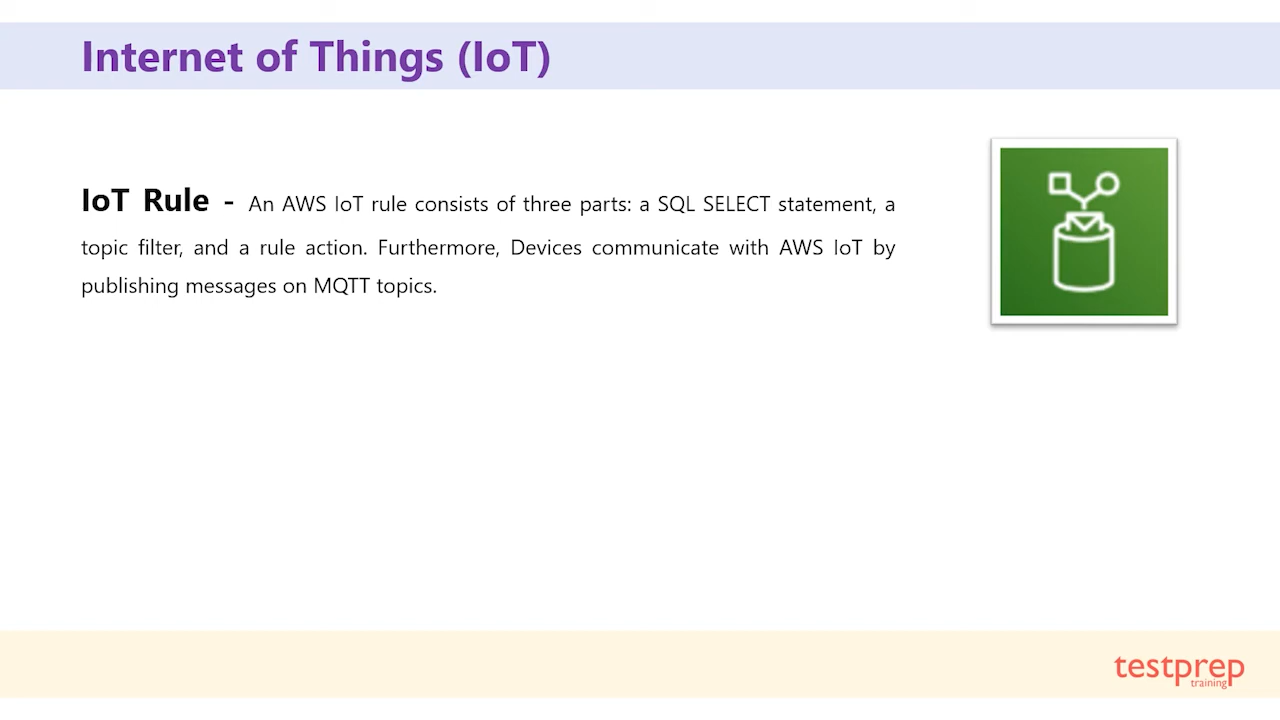 Internet of Things (IoT)
IoT Rule - An AWS IoT rule consists of three parts: a SQL SELECT statement, a
topic filter, and a rule action. Furthermore, Devices communicate with AWS IoT by
publishing messages on MQTT topics.
testprep
training